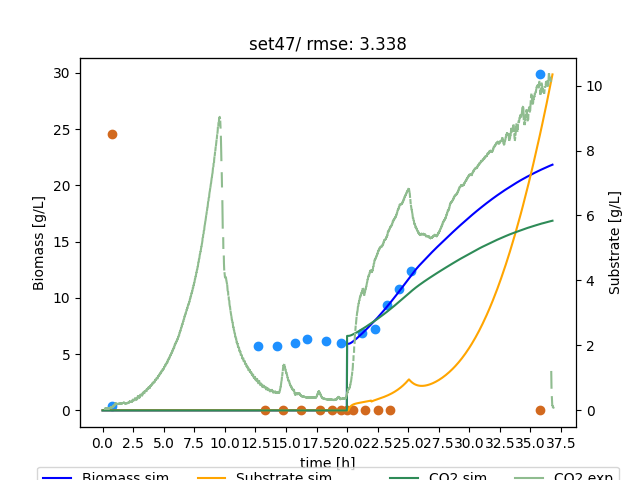 set47/ rmse: 3.338
30
25
20
15
10
5
0
Biomass [g/L]
10
8
6
4
2
0
Substrate [g/L]
0.0 2.5 5.0 7.5 10.0 12.5 15.0 17.5 20.0 22.5 25.0 27.5 30.0 32.5 35.0 37.5
time [h]
Biomass sim Substrate sim CO2 sim CO2 exp